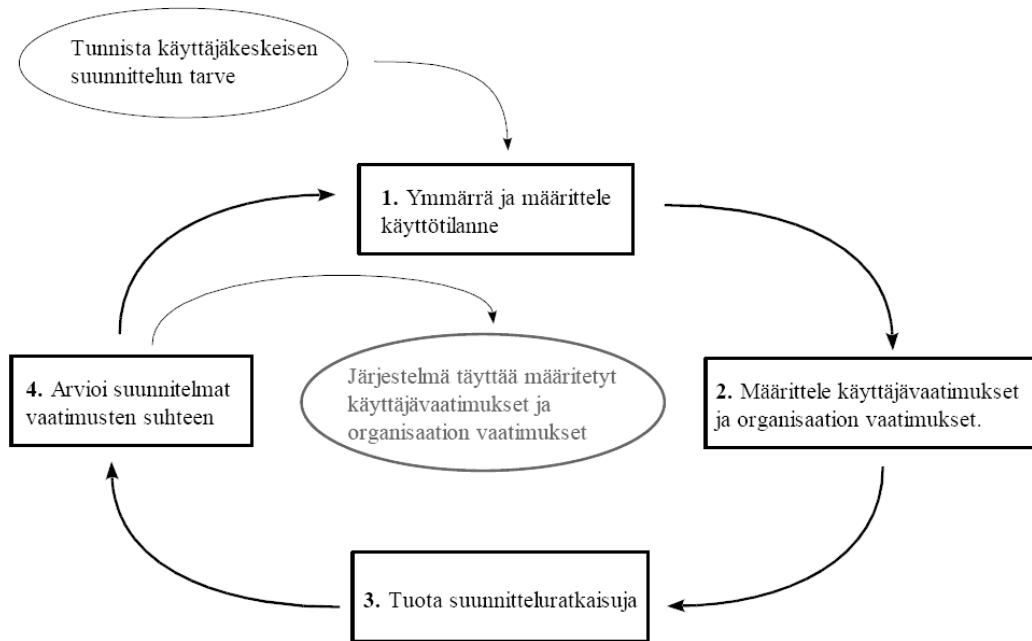 Tunnista käyttäjäkeskeisen
suunnittelun tarve
1. Ymmärrä ja määrittele
käyttötilanne
2. Määrittele käyttäjävaatimukset
ja organisaation vaatimukset.
3. Tuota suunnitteluratkaisuja
4. Arvioi suunnitelmat
vaatimusten suhteen
Järjestelmä täyttää määritetyt
käyttäjävaatimukset ja
organisaation vaatimukset